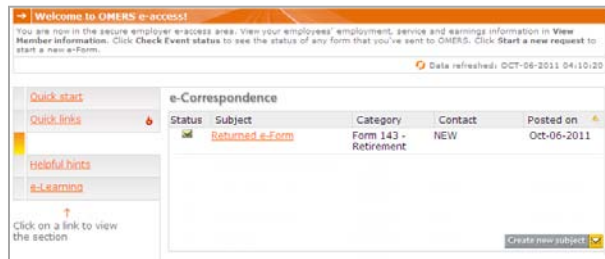 Welcome to OMERS e-access!
You are now in the secure employer e-access area. View your employees' employment, service and earnings information in View
Member information. Click Check Event status to see the status of any form that you've sent to OMERS. Click Start a new request to
start a new e-Form.
Data refreshed: OCT-06-2011 04:10:20
Quick start
Quick links
Helpful hints
e-Learning
Click on a link to view
the section
e-Correspondence
Status Subject Category Contact Posted on
Returned e-Form Form 143 - NEW Oct-06-2011
Retirement
Create new subject